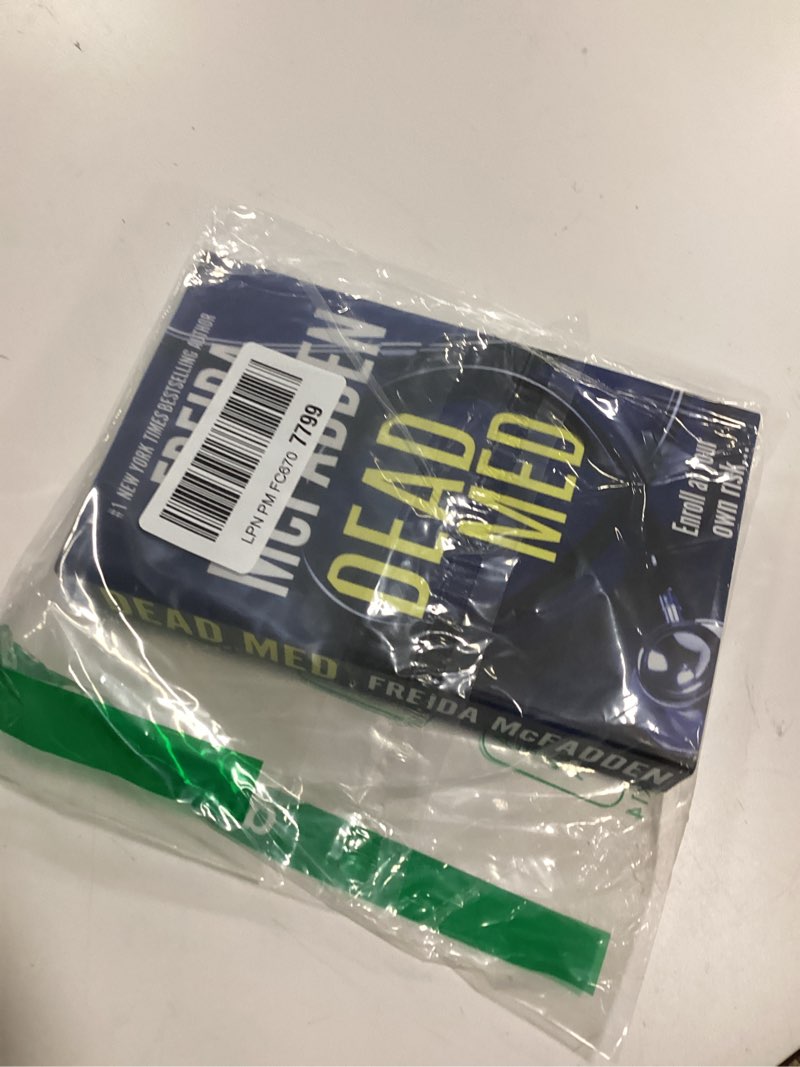 #1 NEW YORK TIMES BESTSELLING AUTHOR
FREIDA
MCFADDEN
LPN PM FC670 7799
DEAD
MED
Enroll at your
own risk...
DEAD MED FREIDA MCFADDEN